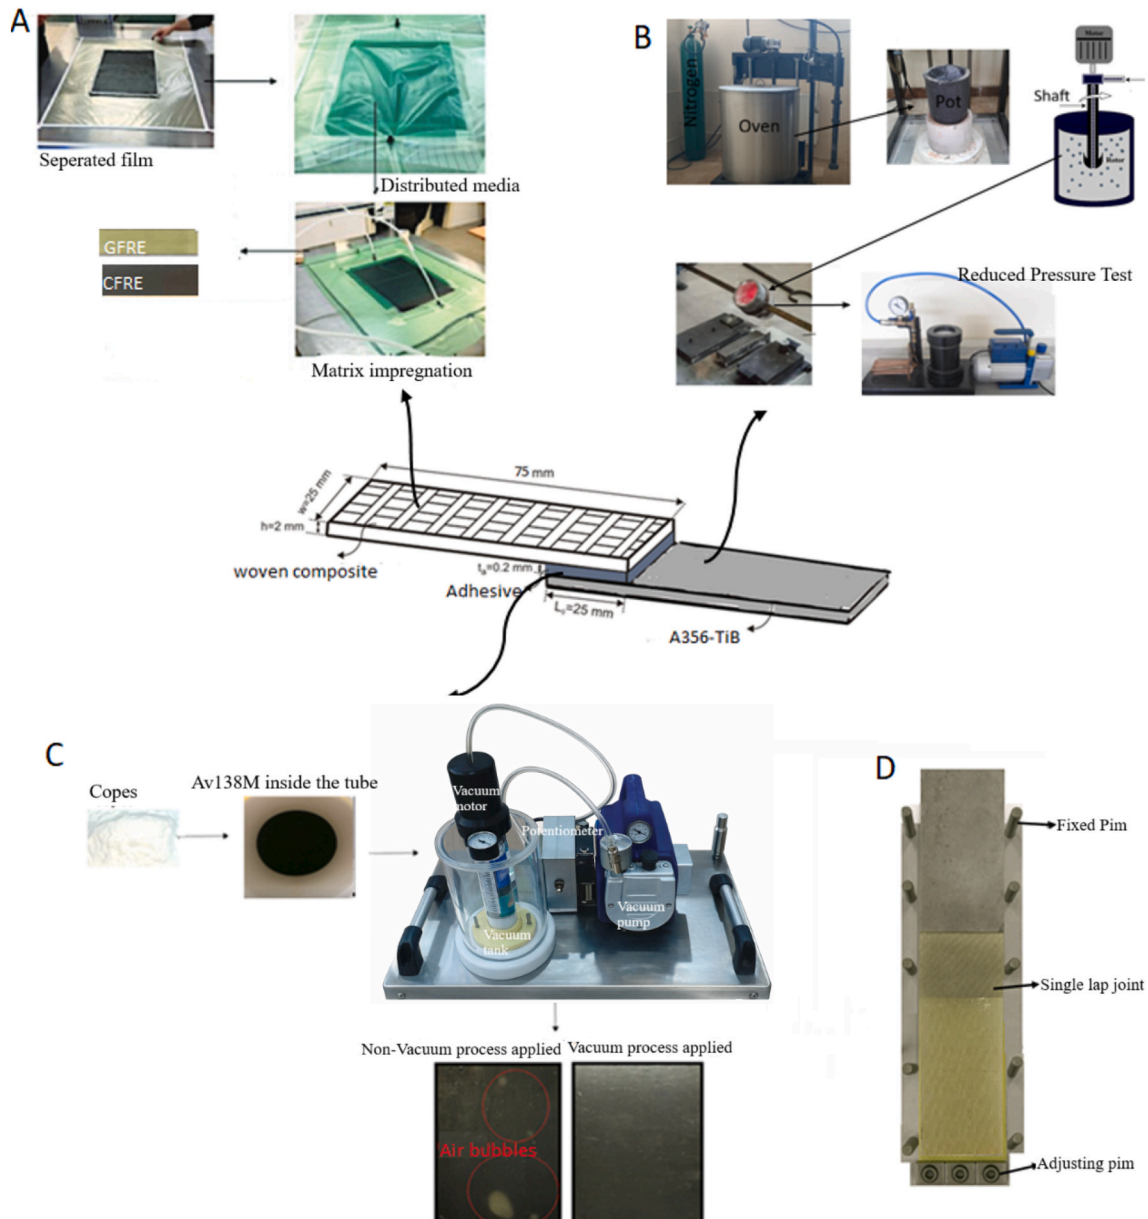 A
Seperated film
Distributed media
GFRE
CFRE
Matrix impregnation
B
Nitrogen
Oven
Pot
Motor
Shaft
Rotor
Reduced Pressure Test
75 mm
w=25 mm
h=2 mm
woven composite
tₐ=0.2 mm
Adhesive
L₀=25 mm
A356-TiB
C
Copes
Av138M inside the tube
Vacuum
motor
Potentiometer
Vacuum
pump
Vacuum
tank
Non-Vacuum process applied
Vacuum process applied
Air bubbles
D
Fixed Pim
Single lap joint
Adjusting pim